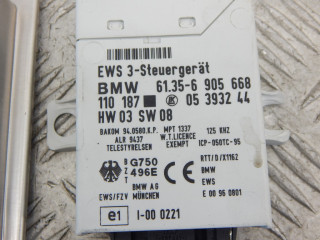 EWS 3-Steuergerät
BMW 61.35-6 905 668
110 187 05 3932 44
HW 03 SW 08
BAKOM 94.0580.K.P. MPT 1337 125 KHZ
ALR 9437 W.T. LICENCE ICP-050TC-95
TELESTYRELSEN EXEMPT
G750 RTT/D/X1162
496E BMW
BMW AG EWS
EWS/FZV MÜNCHEN E 00 96 0801
e1 I-00 0221